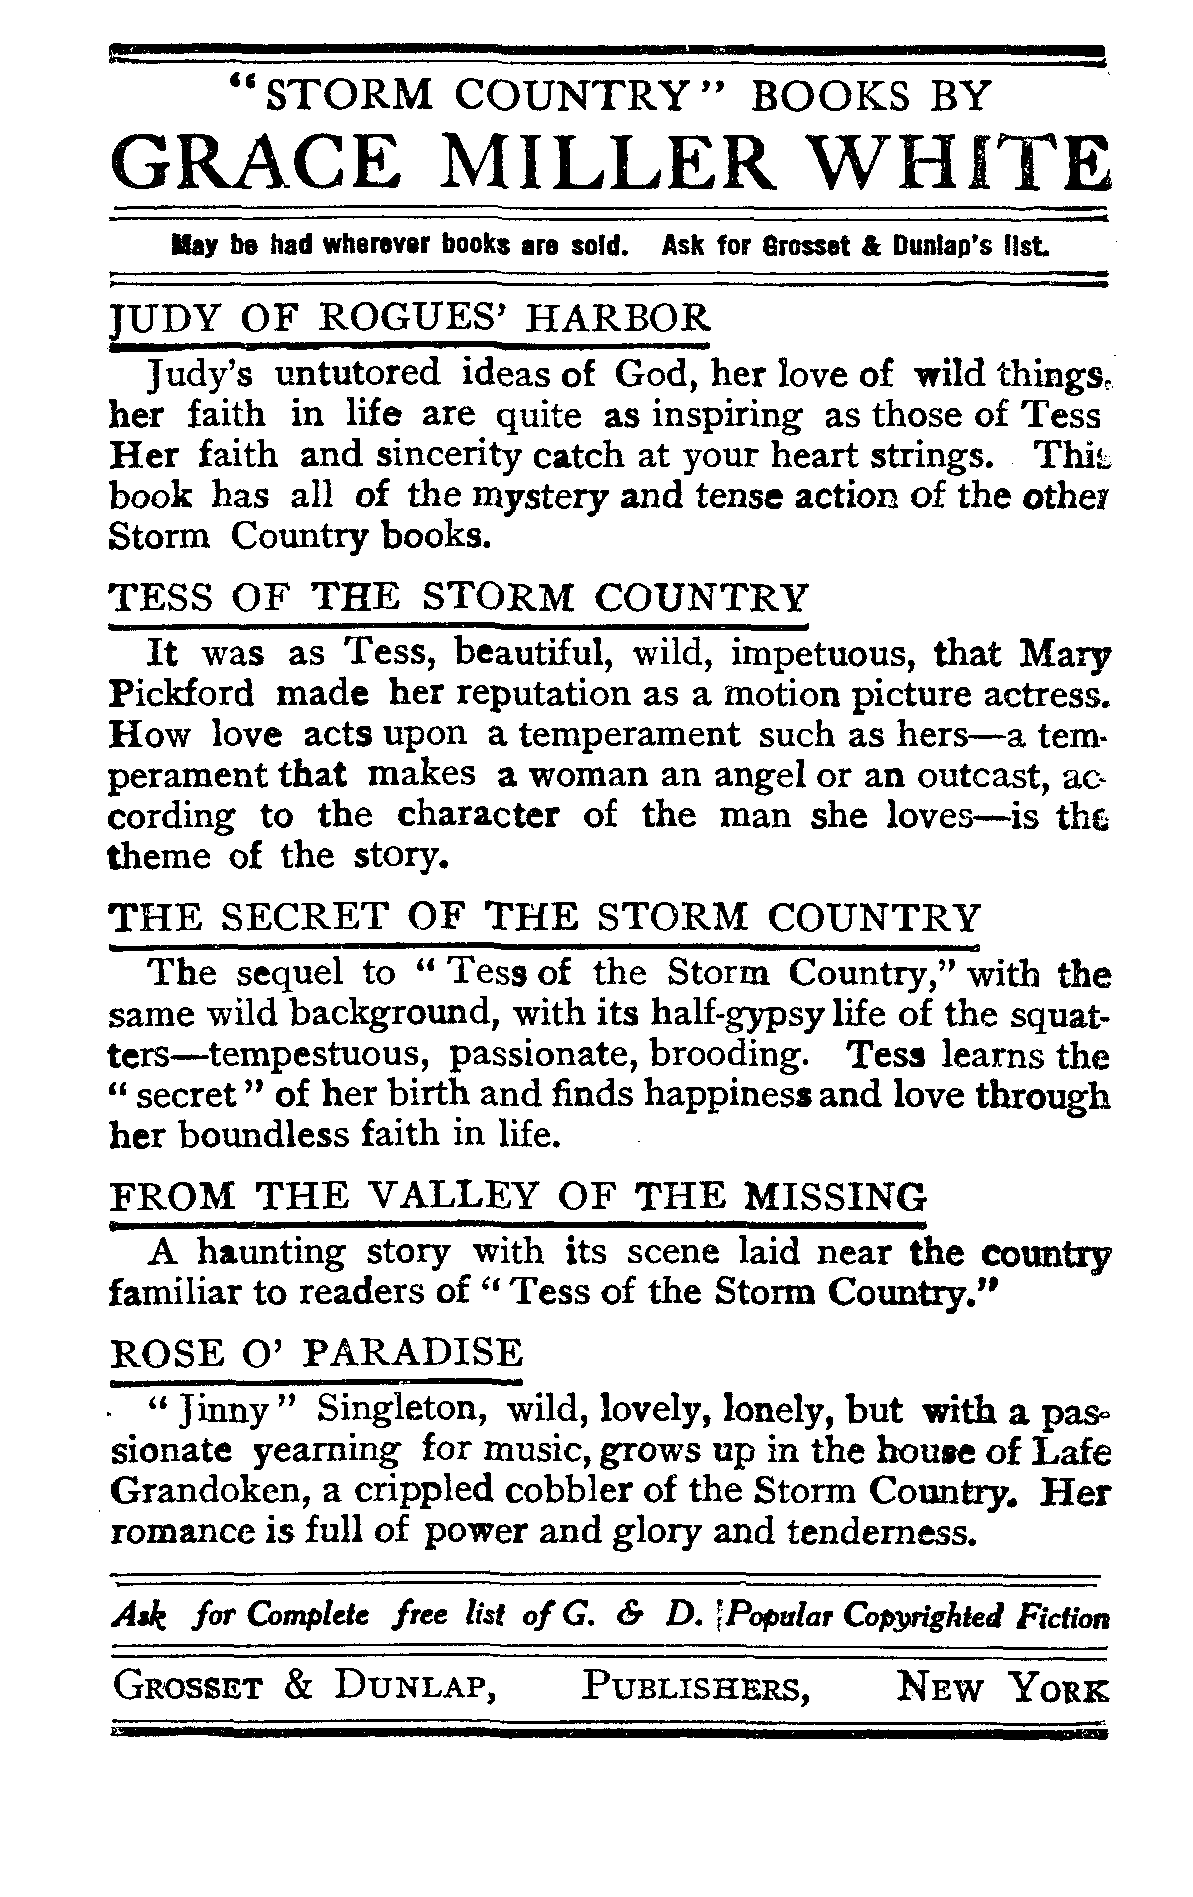 “STORM COUNTRY” BOOKS BY
GRACE MILLER WHITE
May be had wherever books are sold. Ask for Grosset & Dunlap's list.
JUDY OF ROGUES' HARBOR
Judy's untutored ideas of God, her love of wild things,
her faith in life are quite as inspiring as those of Tess
Her faith and sincerity catch at your heart strings. This
book has all of the mystery and tense action of the other
Storm Country books.
TESS OF THE STORM COUNTRY
It was as Tess, beautiful, wild, impetuous, that Mary
Pickford made her reputation as a motion picture actress.
How love acts upon a temperament such as hers—a tem-
perament that makes a woman an angel or an outcast, ac-
cording to the character of the man she loves—is the
theme of the story.
THE SECRET OF THE STORM COUNTRY
The sequel to “Tess of the Storm Country,” with the
same wild background, with its half-gypsy life of the squat-
ters—tempestuous, passionate, brooding. Tess learns the
“secret” of her birth and finds happiness and love through
her boundless faith in life.
FROM THE VALLEY OF THE MISSING
A haunting story with its scene laid near the country
familiar to readers of “Tess of the Storm Country.”
ROSE O' PARADISE
“Jinny” Singleton, wild, lovely, lonely, but with a pas-
sionate yearning for music, grows up in the house of Lafe
Grandoken, a crippled cobbler of the Storm Country. Her
romance is full of power and glory and tenderness.
Ask for Complete free list of G. & D. Popular Copyrighted Fiction
GROSSET & DUNLAP, PUBLISHERS, NEW YORK